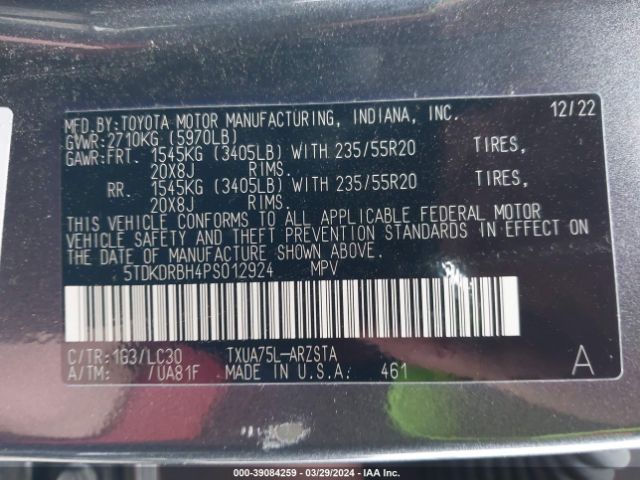 MFD.BY:TOYOTA MOTOR MANUFACTURING, INDIANA, INC. 12/22
GVWR:2710KG (5970LB)
GAWR:FRT. 1545KG (3405LB) WITH 235/55R20 TIRES,
20X8J RIMS.
RR. 1545KG (3405LB) WITH 235/55R20 TIRES,
20X8J RIMS.
THIS VEHICLE CONFORMS TO ALL APPLICABLE FEDERAL MOTOR
VEHICLE SAFETY AND THEFT PREVENTION STANDARDS IN EFFECT ON
THE DATE OF MANUFACTURE SHOWN ABOVE.
5TDKDRBH4PS012924 MPV
C/TR:1G3/LC30 TXUA75L-ARZSTA
A/TM: /UA81F MADE IN U.S.A. 461 A
000-39084259 | 03/29/2024 | IAA Inc.